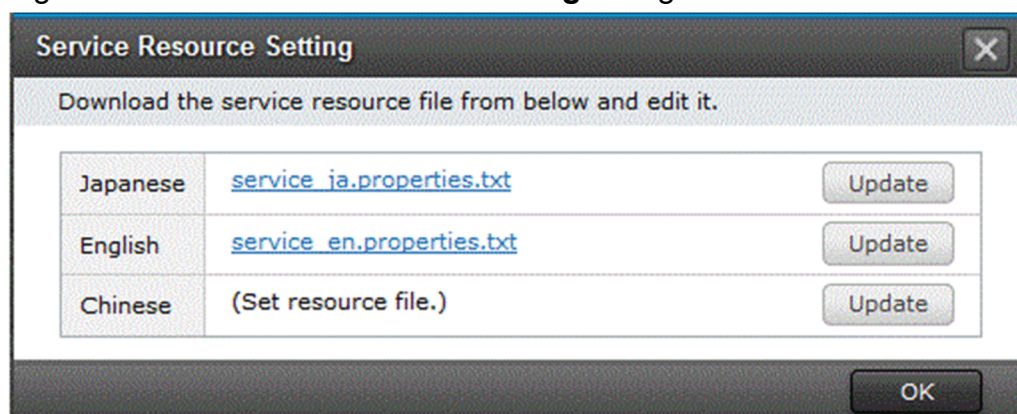 Service Resource Setting
Download the service resource file from below and edit it.
Japanese service_ja.properties.txt Update
English service_en.properties.txt Update
Chinese (Set resource file.) Update
OK